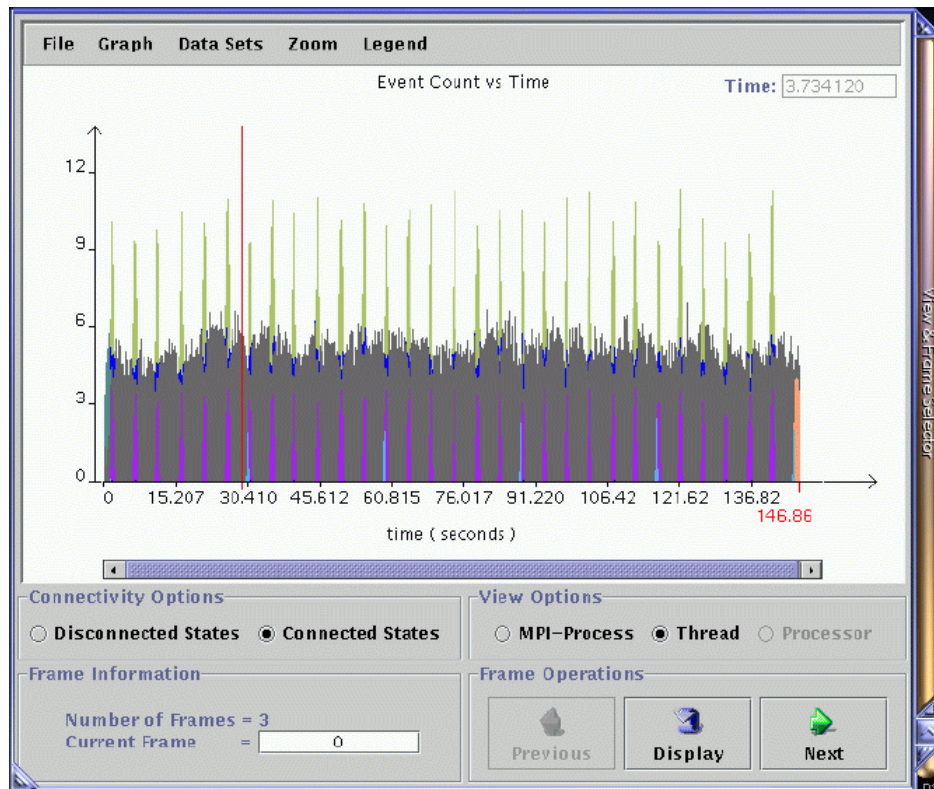 File Graph Data Sets Zoom Legend
Event Count vs Time
Time: 3.734120
12
9
6
3
0
0 15.207 30.410 45.612 60.815 76.017 91.220 106.42 121.62 136.82
146.86
time ( seconds )
Connectivity Options
Disconnected States Connected States
View Options
MPI-Process Thread Processor
Frame Information
Number of Frames = 3
Current Frame = 0
Frame Operations
Previous Display Next
View & Frame Selector